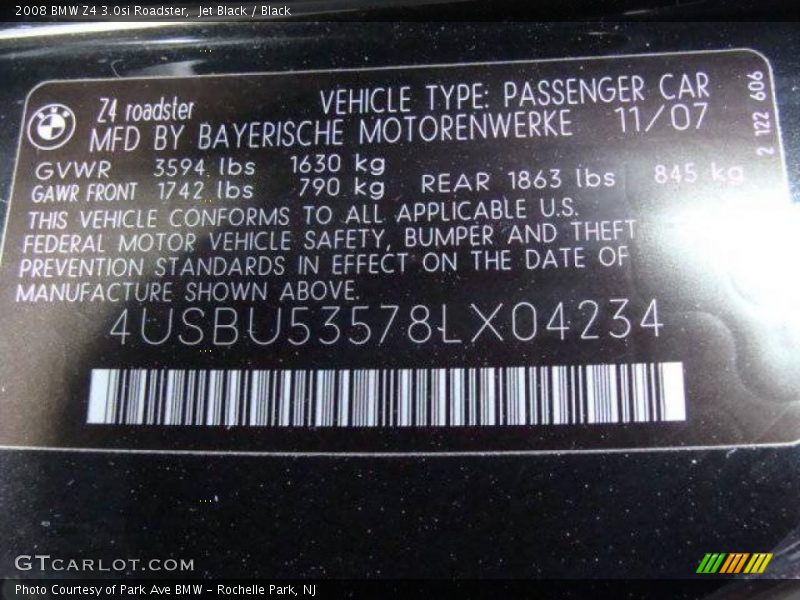 2008 BMW Z4 3.0si Roadster,  Jet Black / Black
BMW
Z4 roadster
VEHICLE TYPE: PASSENGER CAR
MFD BY BAYERISCHE MOTORENWERKE 11/07
GVWR 3594 lbs 1630 kg
GAWR FRONT 1742 lbs 790 kg REAR 1863 lbs 845 kg
THIS VEHICLE CONFORMS TO ALL APPLICABLE U.S.
FEDERAL MOTOR VEHICLE SAFETY, BUMPER AND THEFT
PREVENTION STANDARDS IN EFFECT ON THE DATE OF
MANUFACTURE SHOWN ABOVE.
2 122 606
4USBU53578LX04234
GTCARLOT.COM
Photo Courtesy of Park Ave BMW - Rochelle Park, NJ